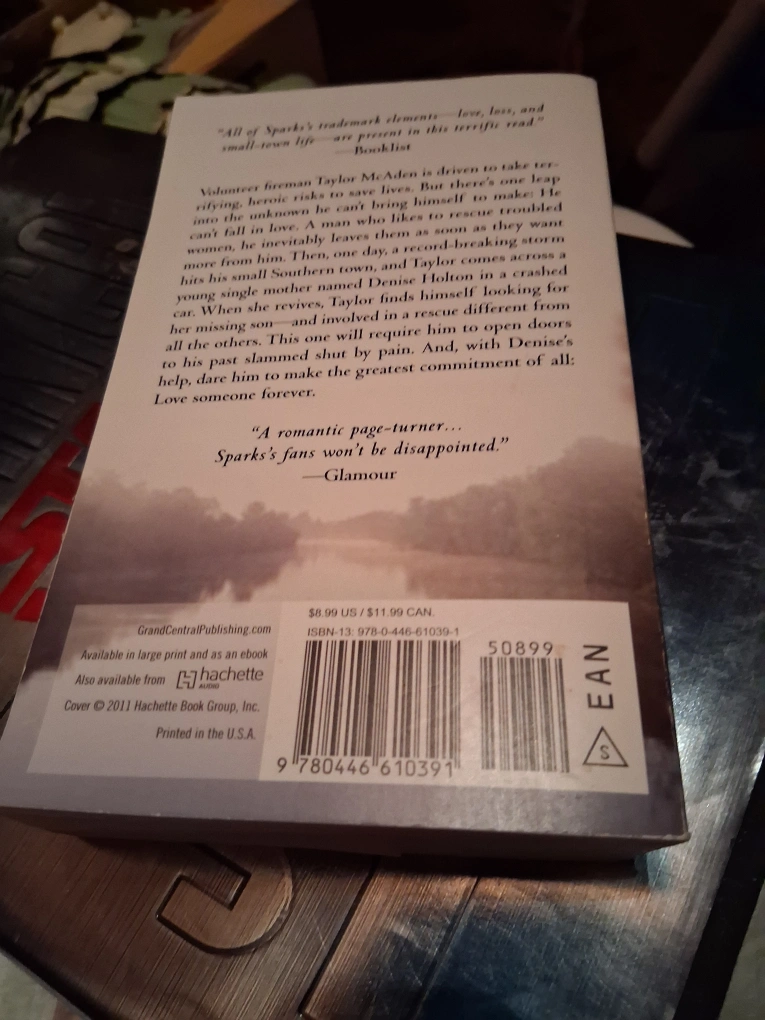 "All of Sparks's trademark elements—love, loss, and
small-town life—are present in this terrific read."
—Booklist
Volunteer fireman Taylor McAden is driven to take ter-
rifying, heroic risks to save lives. But there's one leap
into the unknown he can't bring himself to make: He
can't fall in love. A man who likes to rescue troubled
women, he inevitably leaves them as soon as they want
more from him. Then, one day, a record-breaking storm
hits his small Southern town, and Taylor comes across a
young single mother named Denise Holton in a crashed
car. When she revives, Taylor finds himself looking for
her missing son—and involved in a rescue different from
all the others. This one will require him to open doors
to his past slammed shut by pain. And, with Denise's
help, dare him to make the greatest commitment of all:
Love someone forever.
"A romantic page-turner...
Sparks's fans won't be disappointed."
—Glamour
GrandCentralPublishing.com
Available in large print and as an ebook
Also available from hachette
AUDIO
Cover © 2011 Hachette Book Group, Inc.
Printed in the U.S.A.
$8.99 US / $11.99 CAN.
ISBN-13: 978-0-446-61039-1
50899
9 780446 610391
EAN
S